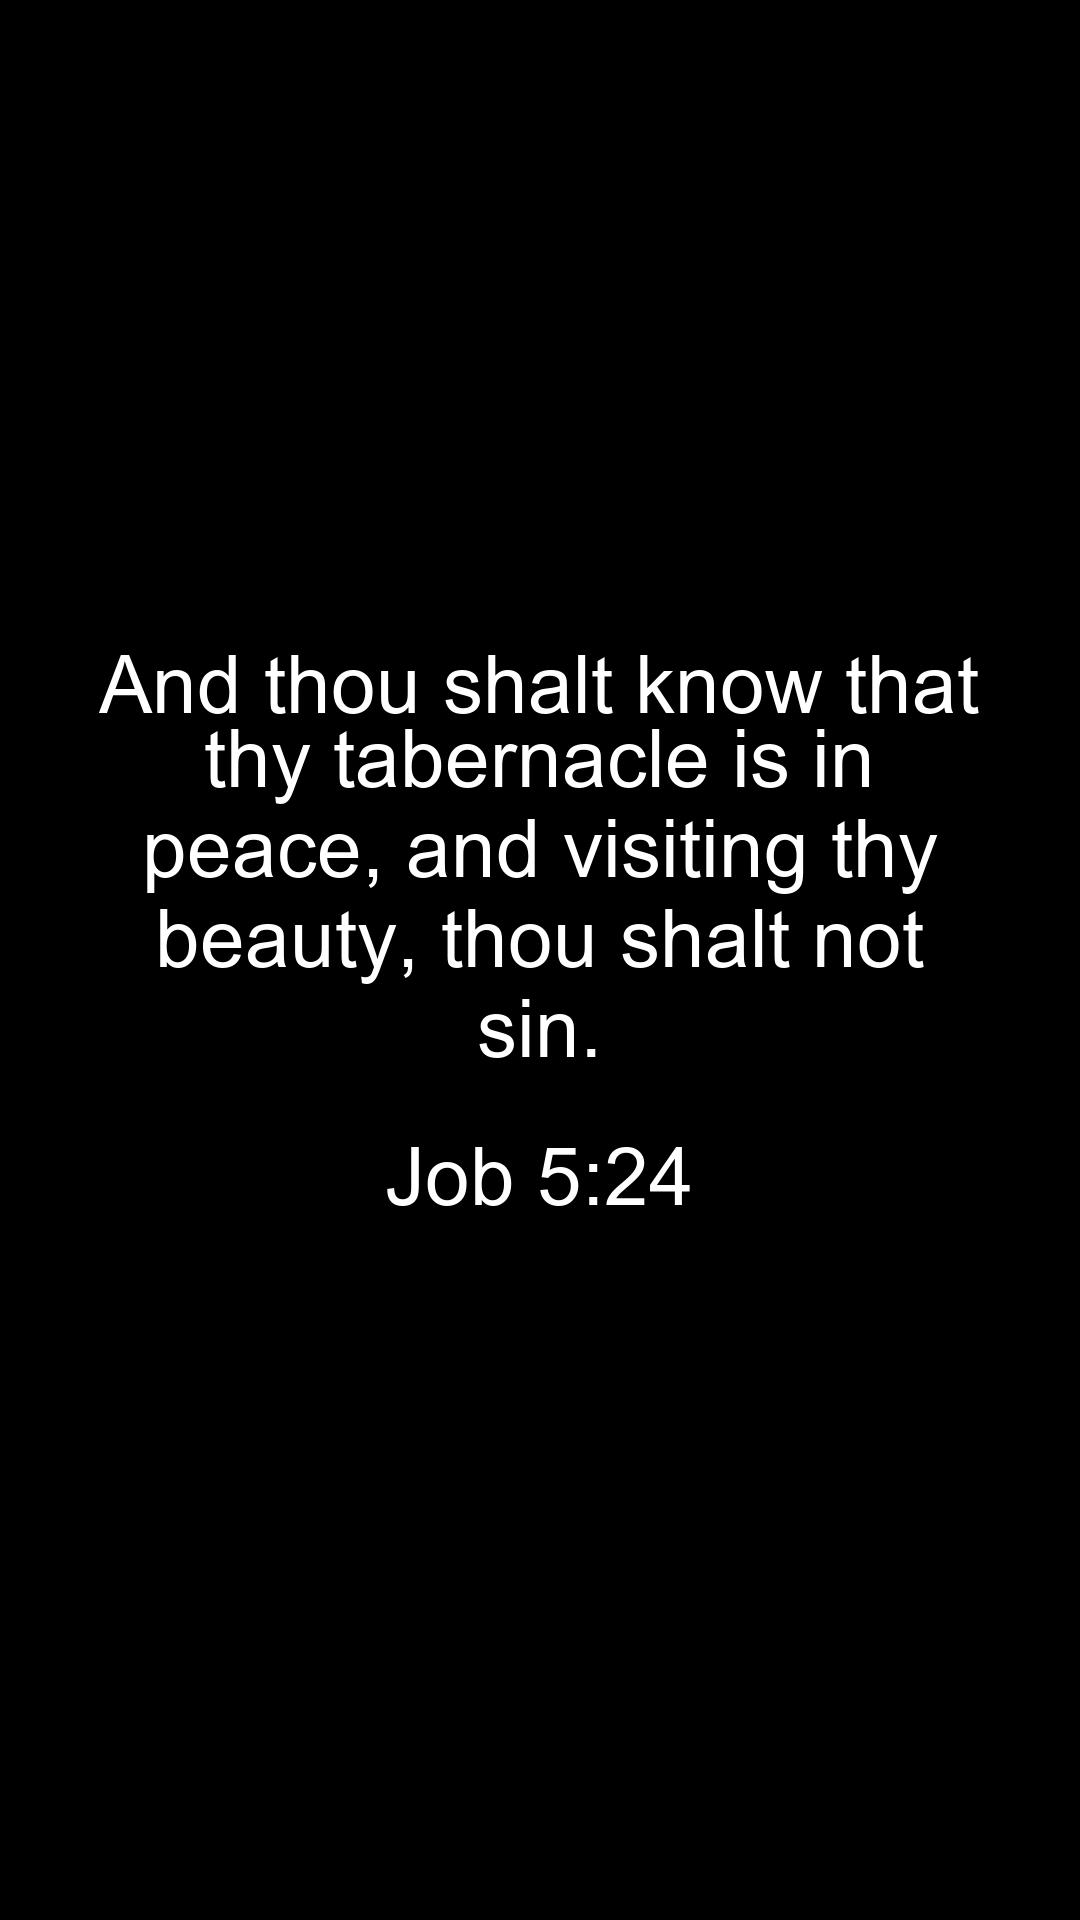 And thou shalt know that
thy tabernacle is in
peace, and visiting thy
beauty, thou shalt not
sin.
Job 5:24